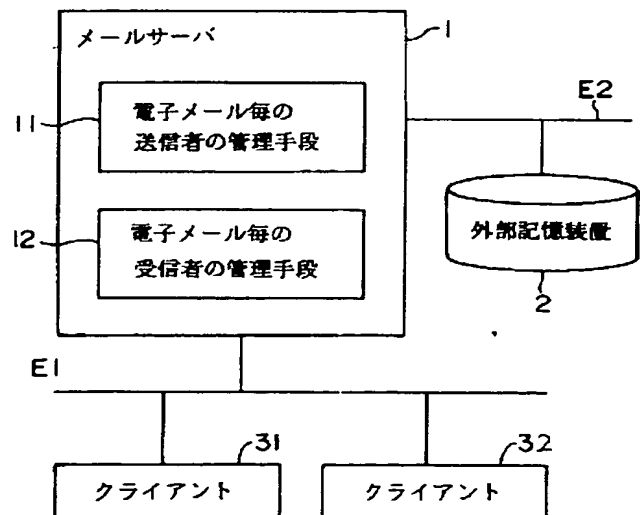 メールサーバ
1
11
電子メール毎の
送信者の管理手段
E2
12
電子メール毎の
受信者の管理手段
外部記憶装置
2
E1
31
32
クライアント
クライアント